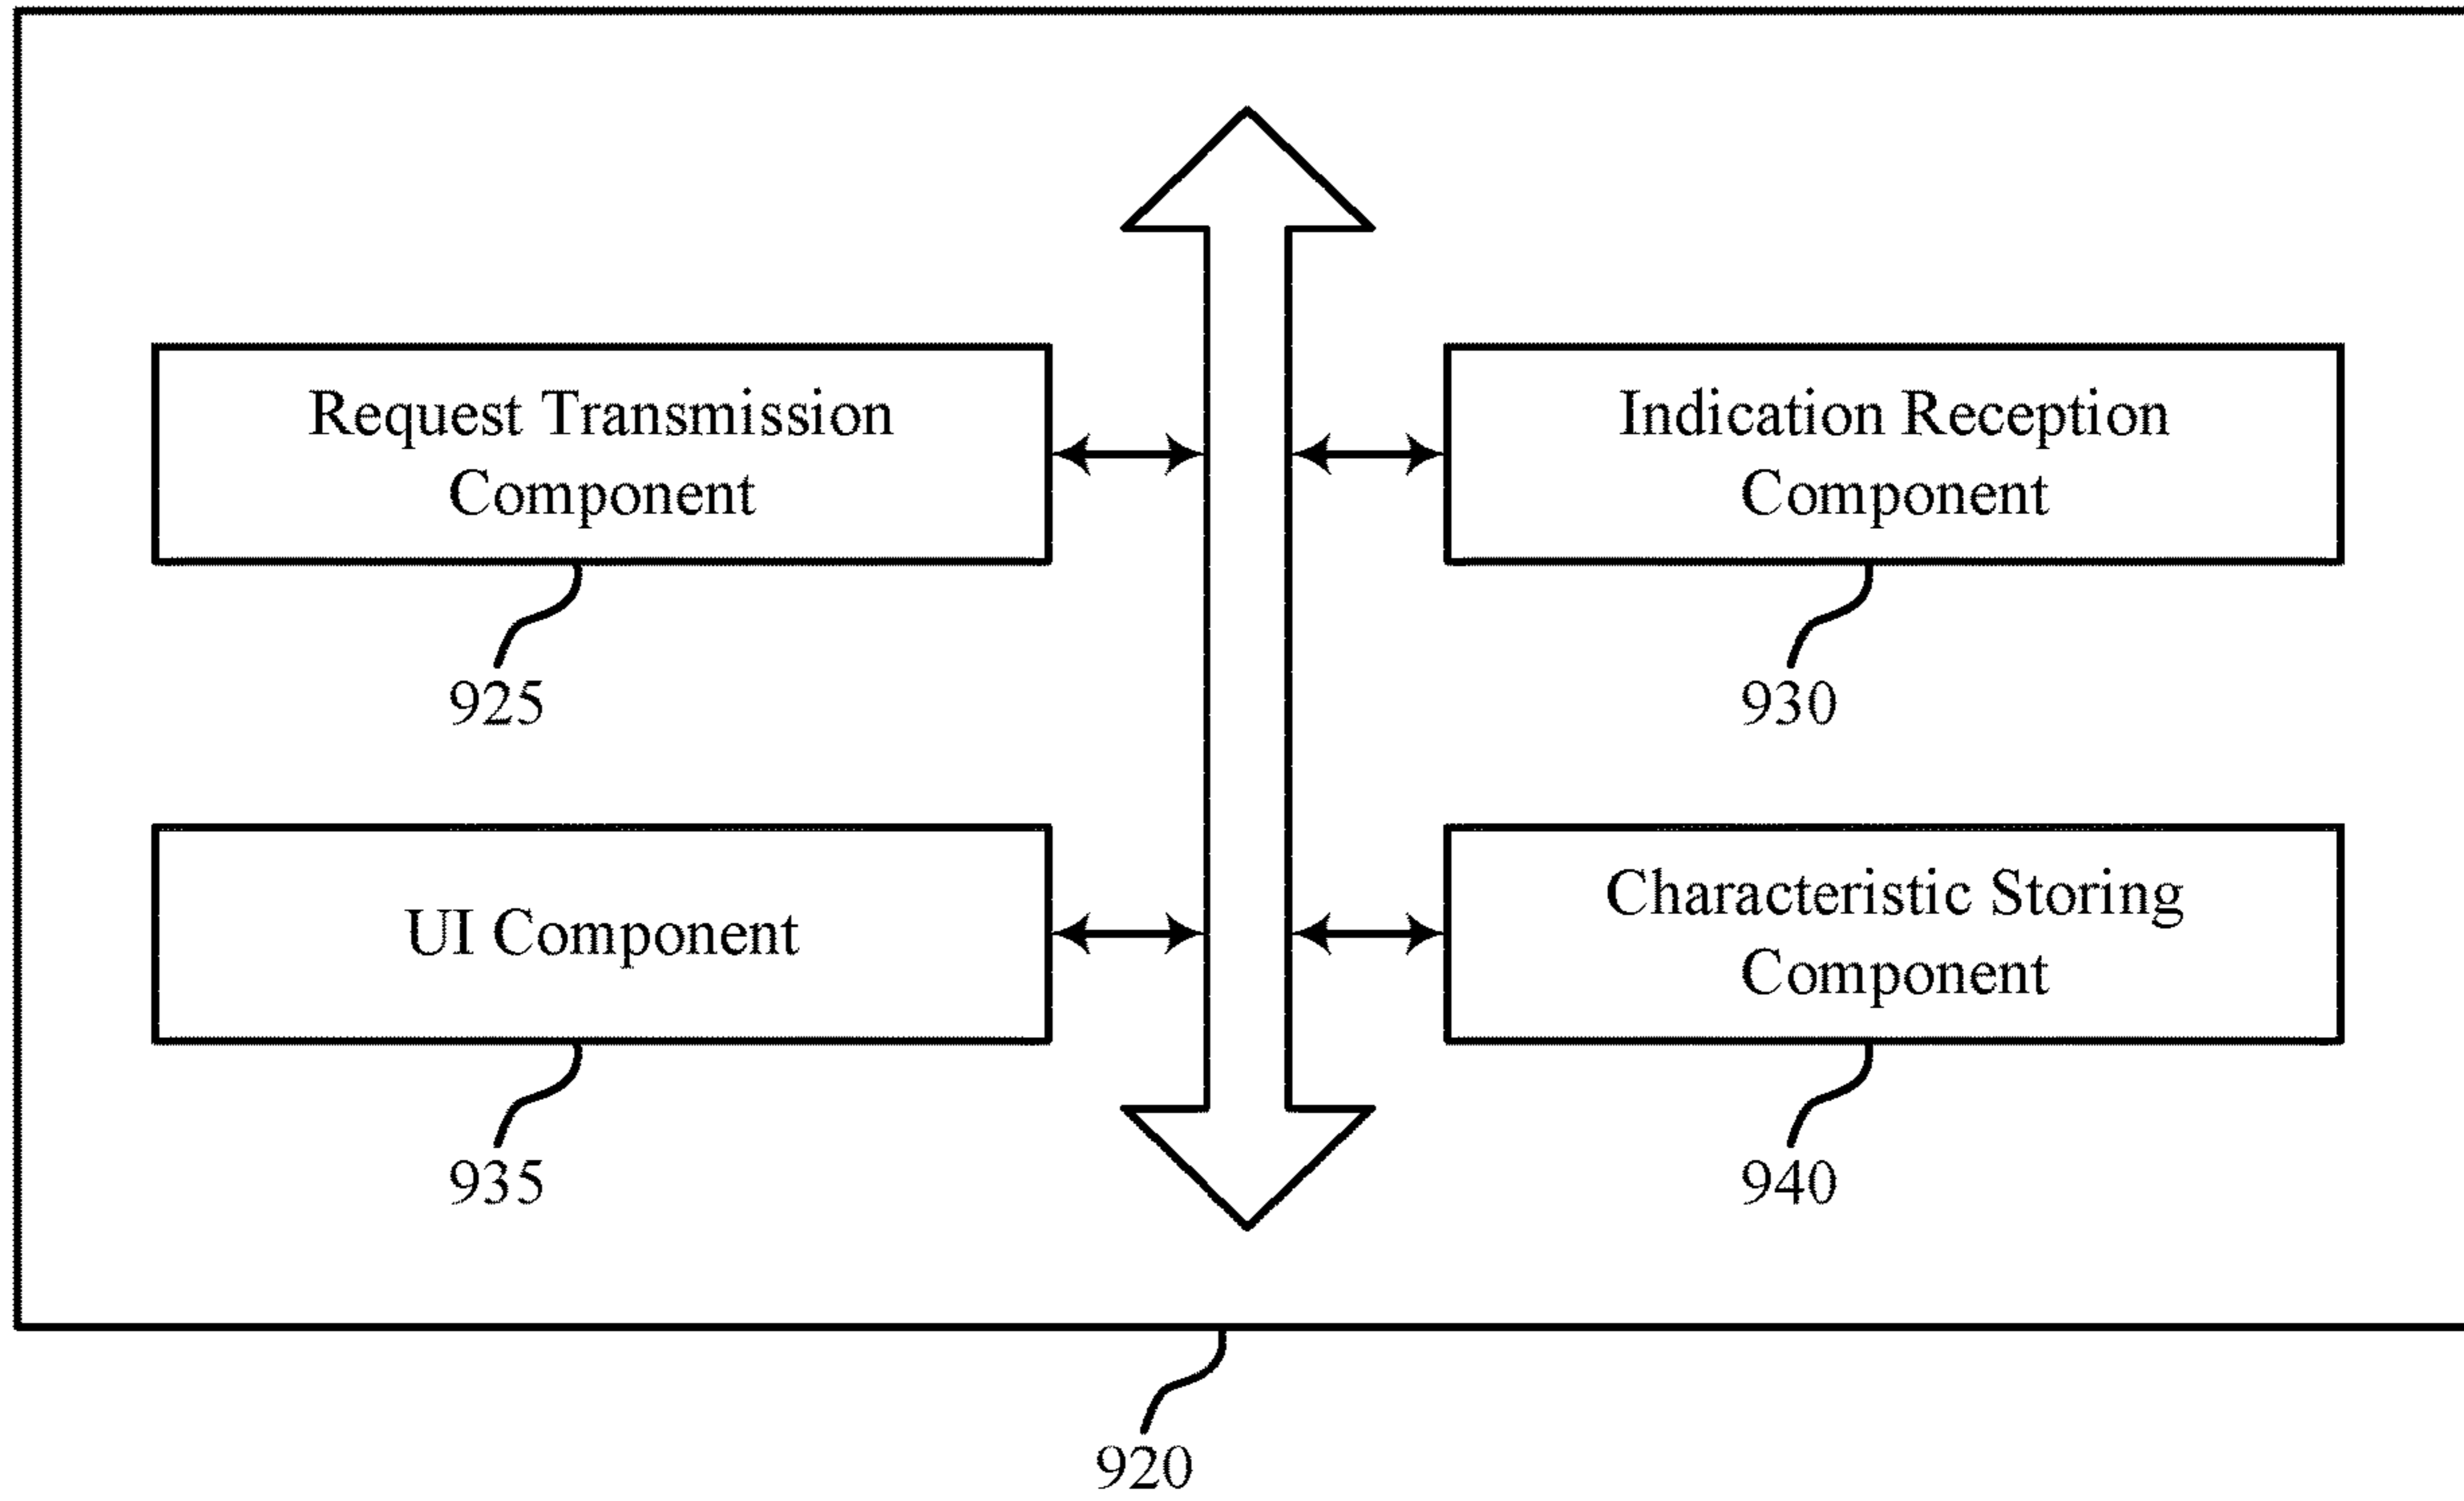 Request Transmission
Component
Indication Reception
Component
925
930
UI Component
Characteristic Storing
Component
935
940
920